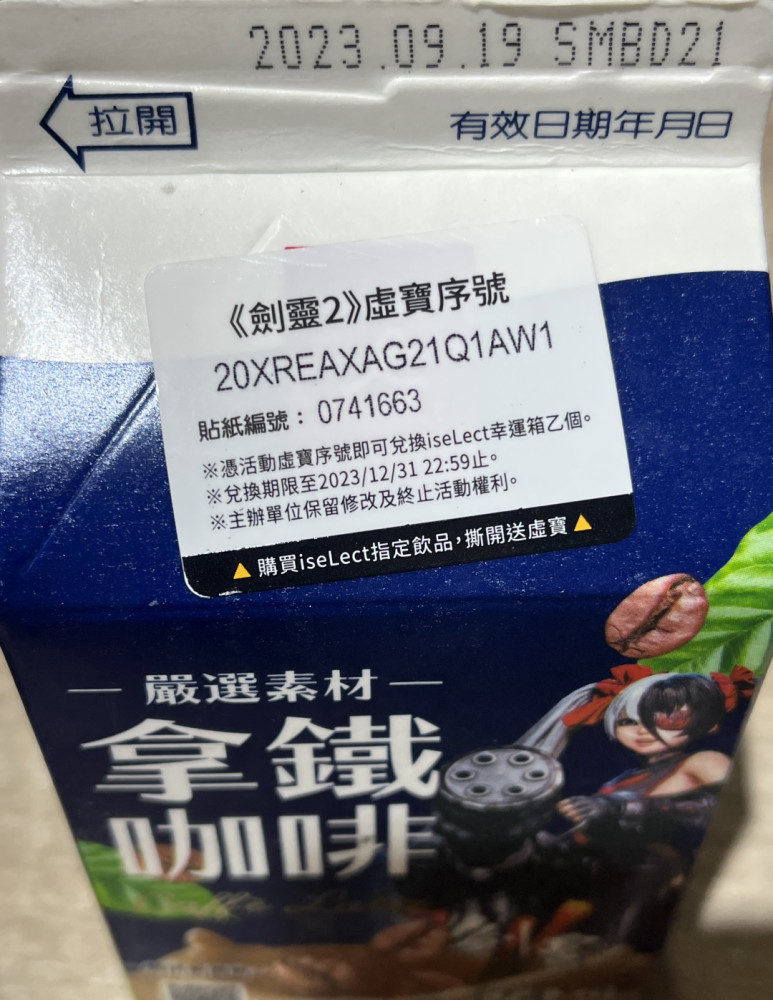 2023.09.19 SMBD21
拉開
有效日期年月日
《劍靈2》虛寶序號
20XREAXAG21Q1AW1
貼紙編號：0741663
※憑活動虛寶序號即可兌換iseLect幸運箱乙個。
※兌換期限至2023/12/31 22:59止。
※主辦單位保留修改及終止活動權利。
▲ 購買iseLect指定飲品，撕開送虛寶 ▲
嚴選素材
拿鐵
咖啡